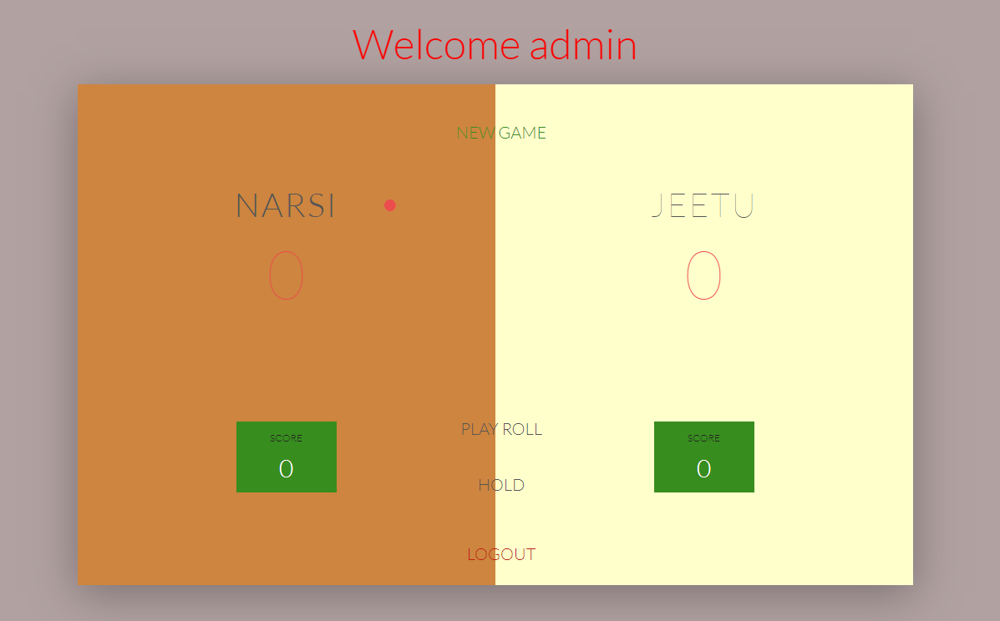 Welcome admin
NEW GAME
NARSI
JEETU
0
0
PLAY ROLL
SCORE
0
SCORE
0
HOLD
LOGOUT